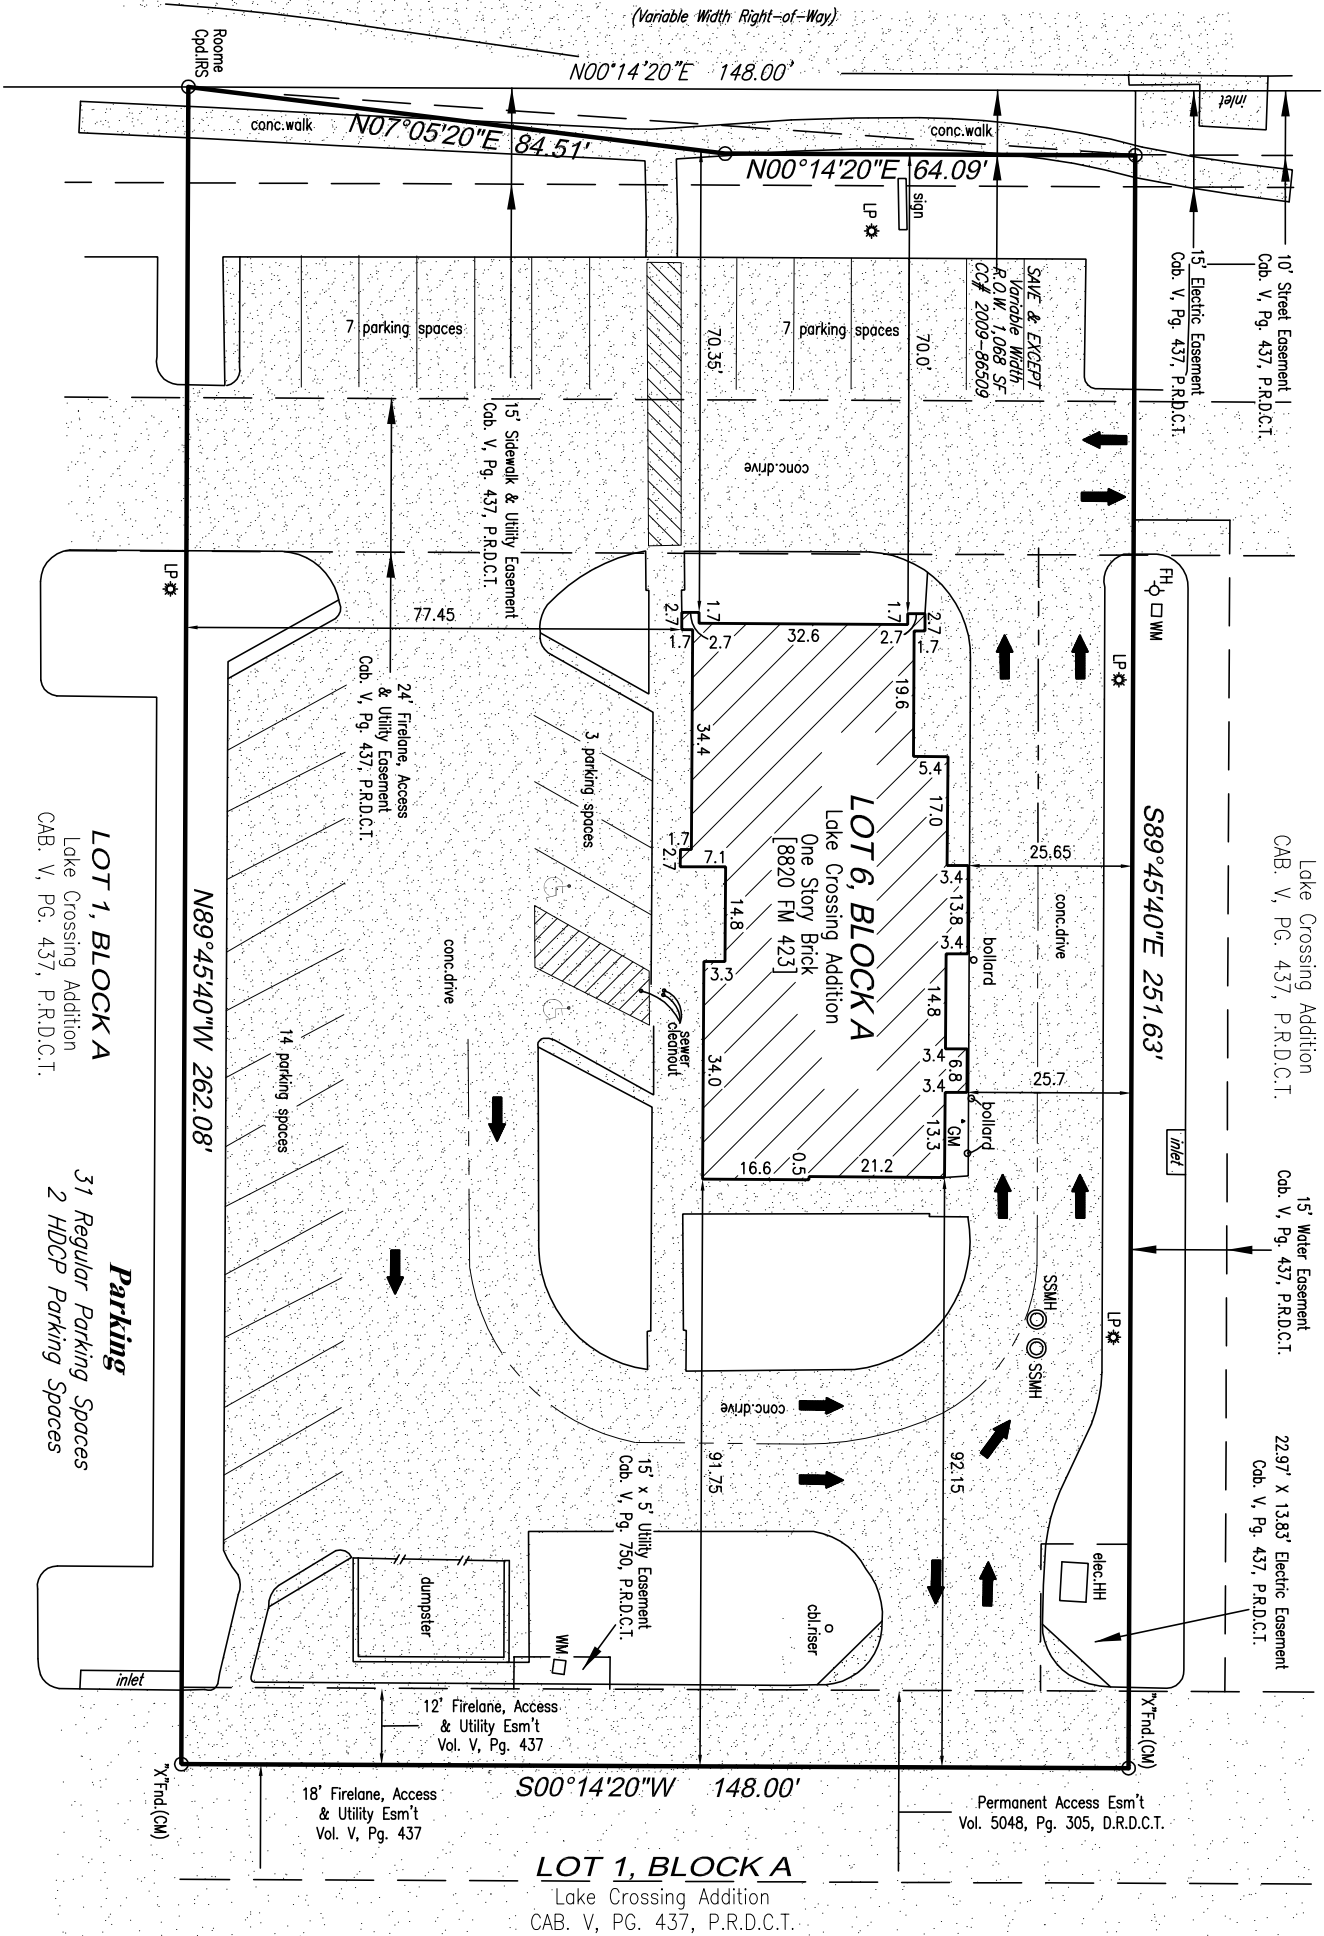 (Variable Width Right-of-Way)
N00°14'20"E 148.00'
Roome
Cpd.IRS
conc.walk
N07°05'20"E 84.51'
conc.walk
N00°14'20"E 64.09'
inlet
sign
LP
10' Street Easement
Cab. V, Pg. 437, P.R.D.C.T.
15' Electric Easement
Cab. V, Pg. 437, P.R.D.C.T.
SAVE & EXCEPT
Variable Width
R.O.W. 1,068 SF
CC# 2009-86509
7 parking spaces
7 parking spaces
70.35'
70.0'
15' Sidewalk & Utility Easement
Cab. V, Pg. 437, P.R.D.C.T.
conc.drive
LP
FH
WM
LP
77.45
2.7
1.7
1.7
2.7
32.6
1.7
2.7
2.7
1.7
19.6
34.4
5.4
17.0
24' Firelane, Access
& Utility Easement
Cab. V, Pg. 437, P.R.D.C.T.
3 parking spaces
LOT 6, BLOCK A
Lake Crossing Addition
One Story Brick
[8820 FM 423]
25.65
1.7
2.7
7.1
14.8
3.3
34.0
3.4
13.8
3.4
14.8
3.4
6.8
3.4
13.3
16.6
0.5
21.2
conc.drive
bollard
25.7
bollard
GM
sewer
cleanout
S89°45'40"E 251.63'
Lake Crossing Addition
CAB. V, PG. 437, P.R.D.C.T.
inlet
15' Water Easement
Cab. V, Pg. 437, P.R.D.C.T.
LOT 1, BLOCK A
Lake Crossing Addition
CAB. V, PG. 437, P.R.D.C.T.
N89°45'40"W 262.08'
conc.drive
14 parking spaces
Parking
31 Regular Parking Spaces
2 HDCP Parking Spaces
SSMH
SSMH
LP
conc.drive
91.75
92.15
22.97' X 13.83' Electric Easement
Cab. V, Pg. 437, P.R.D.C.T.
15' x 5' Utility Easement
Cab. V, Pg. 750, P.R.D.C.T.
elec.HH
dumpster
WM
cbl.riser
inlet
12' Firelane, Access
& Utility Esm't
Vol. V, Pg. 437
"X"Fnd.(CM)
"X"Fnd.(CM)
S00°14'20"W 148.00'
18' Firelane, Access
& Utility Esm't
Vol. V, Pg. 437
Permanent Access Esm't
Vol. 5048, Pg. 305, D.R.D.C.T.
LOT 1, BLOCK A
Lake Crossing Addition
CAB. V, PG. 437, P.R.D.C.T.